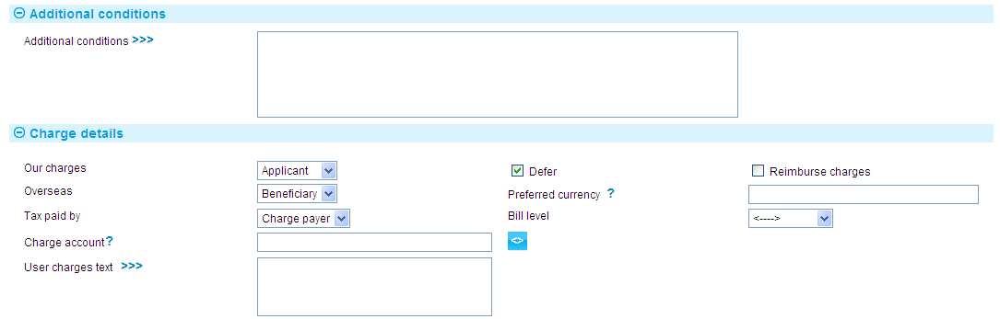 Additional conditions
Additional conditions >>>
Charge details
Our charges Applicant Defer Reimburse charges
Overseas Beneficiary Preferred currency ?
Tax paid by Charge payer Bill level <---->
Charge account? <>
User charges text >>>